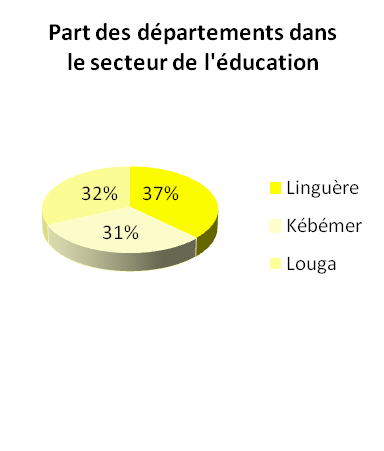 Part des départements dans
le secteur de l'éducation
32%
37%
31%
Linguère
Kébémer
Louga